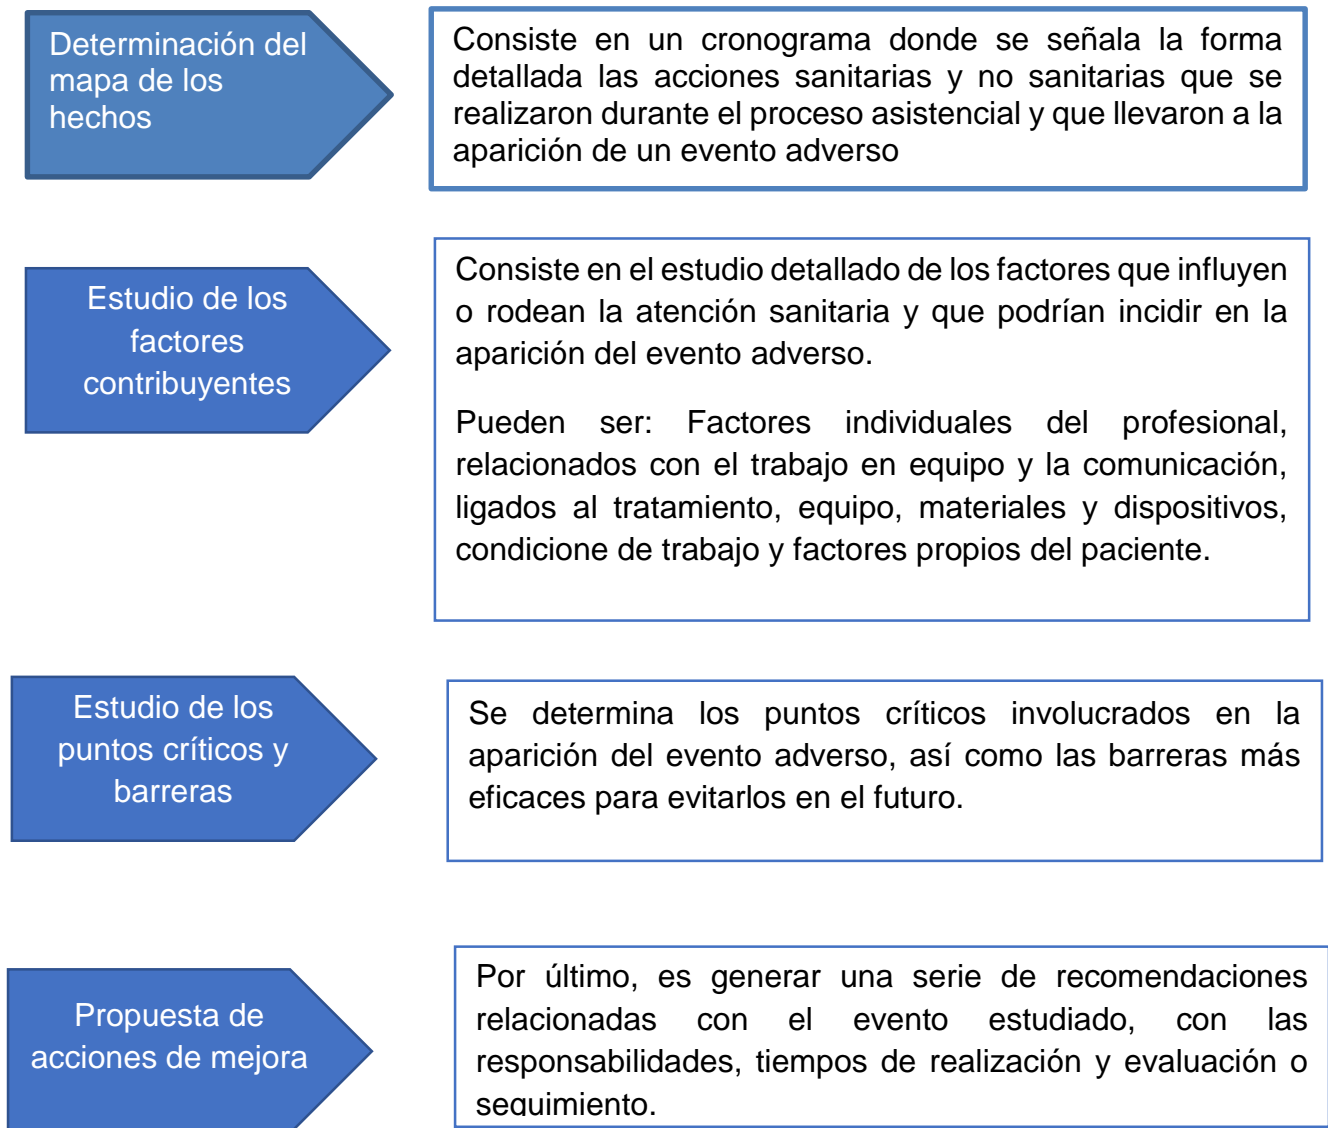 Determinación del
mapa de los
hechos
Consiste en un cronograma donde se señala la forma
detallada las acciones sanitarias y no sanitarias que se
realizaron durante el proceso asistencial y que llevaron a la
aparición de un evento adverso
Estudio de los
factores
contribuyentes
Consiste en el estudio detallado de los factores que influyen
o rodean la atención sanitaria y que podrían incidir en la
aparición del evento adverso.
Pueden ser: Factores individuales del profesional,
relacionados con el trabajo en equipo y la comunicación,
ligados al tratamiento, equipo, materiales y dispositivos,
condicione de trabajo y factores propios del paciente.
Estudio de los
puntos críticos y
barreras
Se determina los puntos críticos involucrados en la
aparición del evento adverso, así como las barreras más
eficaces para evitarlos en el futuro.
Propuesta de
acciones de mejora
Por último, es generar una serie de recomendaciones
relacionadas con el evento estudiado, con las
responsabilidades, tiempos de realización y evaluación o
seguimiento.